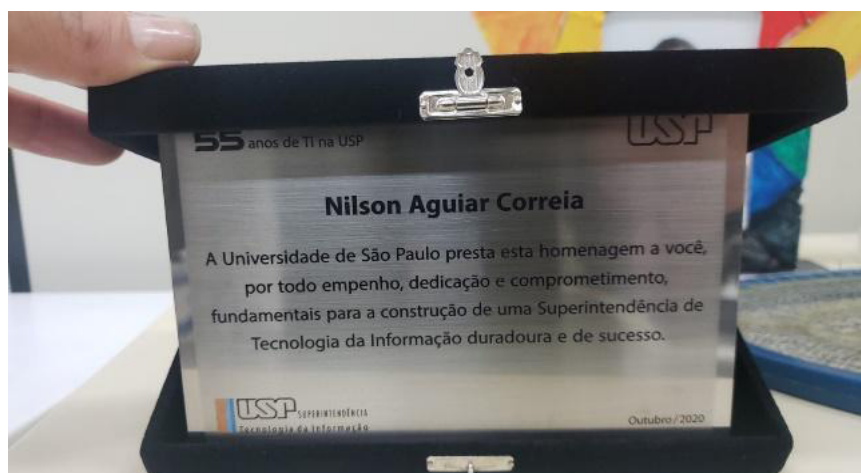 55 anos de TI na USP
USP
Nilson Aguiar Correia
A Universidade de São Paulo presta esta homenagem a você,
por todo empenho, dedicação e comprometimento,
fundamentais para a construção de uma Superintendência de
Tecnologia da Informação duradoura e de sucesso.
USP SUPERINTENDÊNCIA
Tecnologia da Informação
Outubro/2020